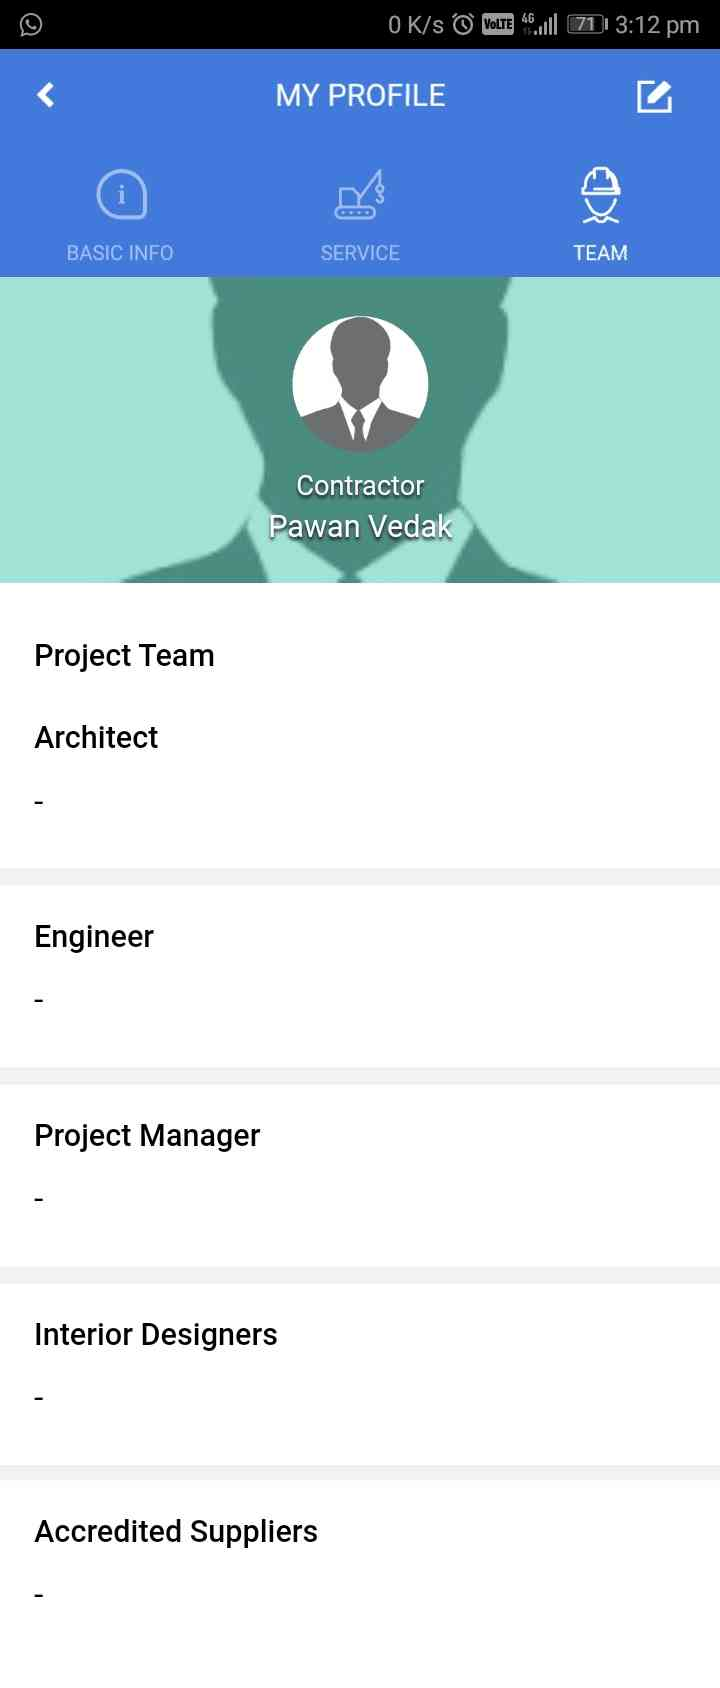 0 K/s VoLTE 4G 71 3:12 pm
MY PROFILE
BASIC INFO SERVICE TEAM
Contractor
Pawan Vedak
Project Team
Architect
-
Engineer
-
Project Manager
-
Interior Designers
-
Accredited Suppliers
-